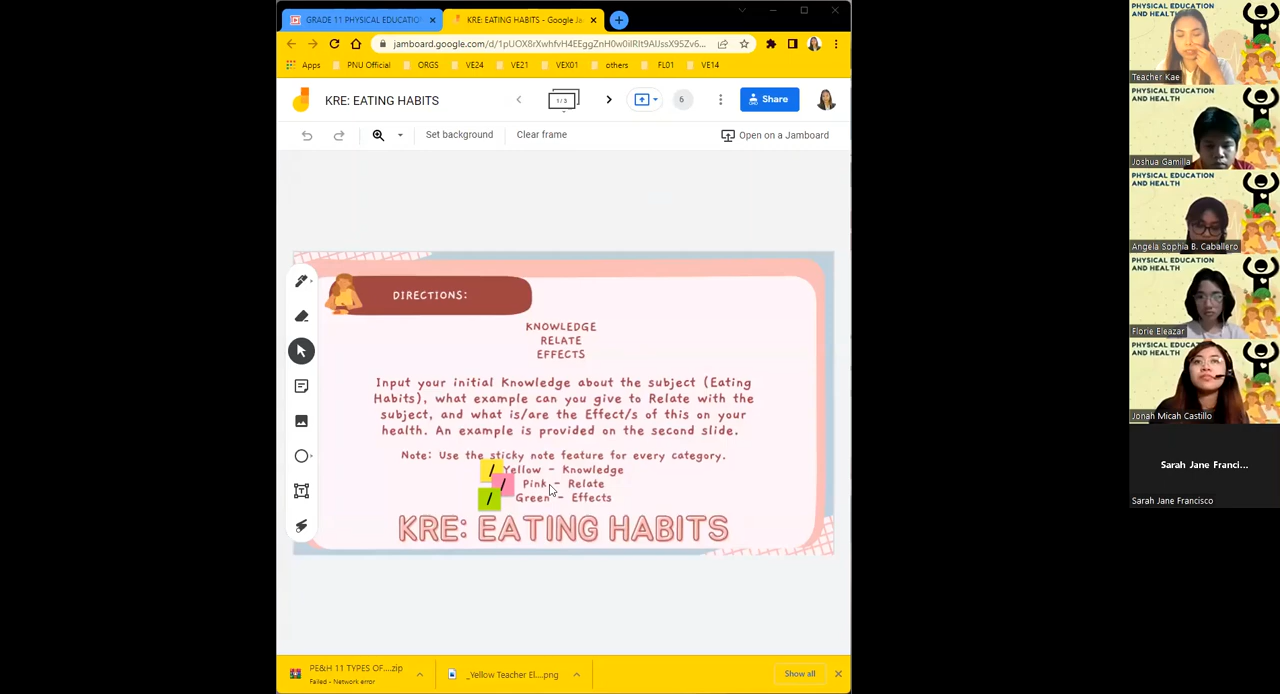 GRADE 11 PHYSICAL EDUCATIO
KRE: EATING HABITS - Google Ja
Apps PNU Official ORGS VE24 VE21 VEX01 others FL01 VE14
KRE: EATING HABITS
1 / 3
6
Share
Set background
Clear frame
Open on a Jamboard
DIRECTIONS:
KNOWLEDGE
RELATE
EFFECTS
Input your initial Knowledge about the subject (Eating
Habits), what example can you give to Relate with the
subject, and what is/are the Effect/s of this on your
health. An example is provided on the second slide.
Note: Use the sticky note feature for every category.
/ Yellow - Knowledge
/ Pink - Relate
/ Green - Effects
KRE: EATING HABITS
PE&H 11 TYPES OF....zip
Failed - Network error
_Yellow Teacher El....png
Show all
PHYSICAL EDUCATION
AND HEALTH
Teacher Kae
PHYSICAL EDUCATION
AND HEALTH
Joshua Gamilla
PHYSICAL EDUCATION
AND HEALTH
Angela Sophia B. Caballero
PHYSICAL EDUCATION
AND HEALTH
Florie Eleazar
PHYSICAL EDUCAT
AND HEALTH
Jonah Micah Castillo
Sarah Jane Franci...
Sarah Jane Francisco